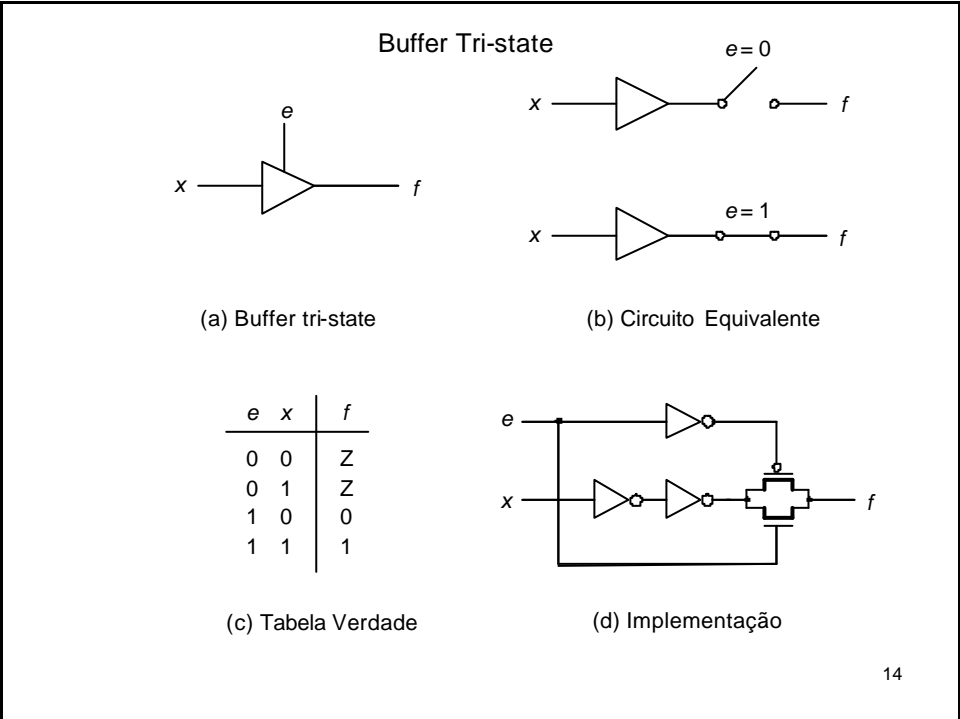 Buffer Tri-state
e
x
f
(a) Buffer tri-state
e = 0
x
f
e = 1
x
f
(b) Circuito Equivalente
e x f
0 0 Z
0 1 Z
1 0 0
1 1 1
(c) Tabela Verdade
e
x
f
(d) Implementação
14